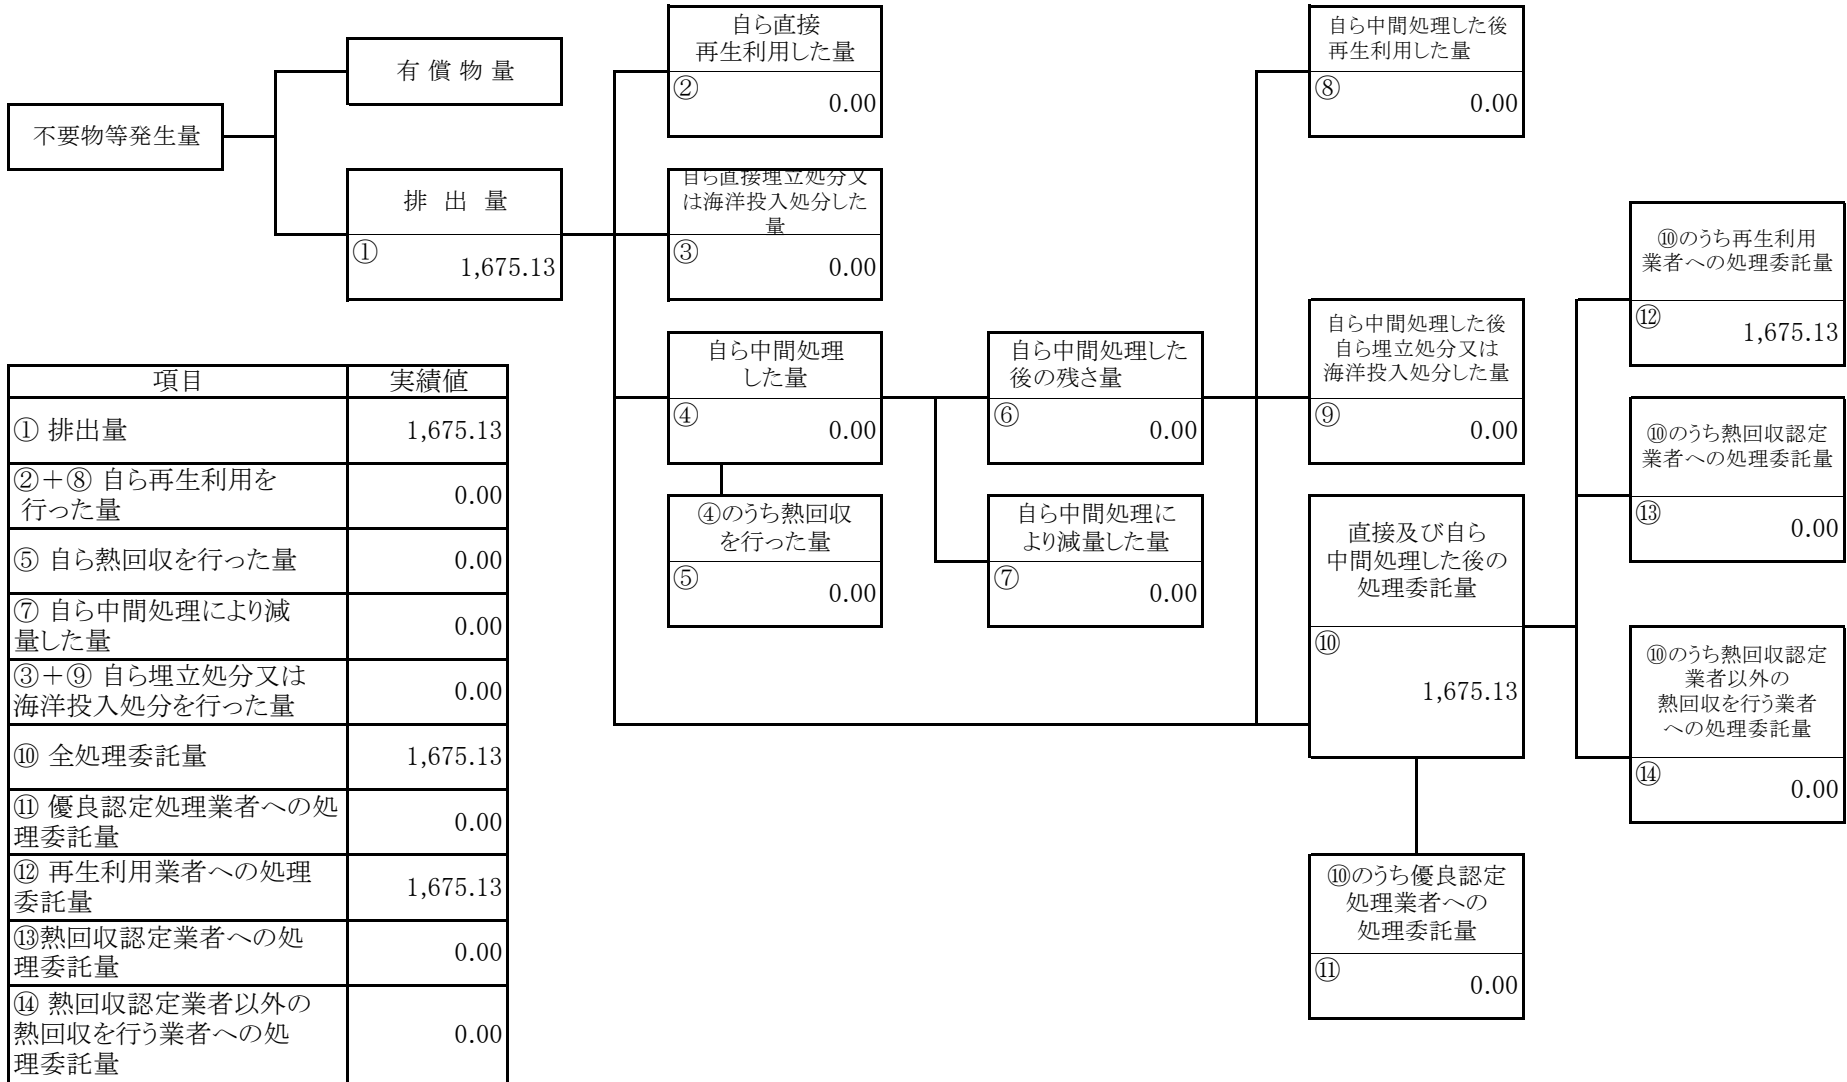 不要物等発生量
有 償 物 量
排 出 量
①
1,675.13
自ら直接
再生利用した量
②
0.00
自ら直接埋立処分又
は海洋投入処分した
量
③
0.00
自ら中間処理
した量
④
0.00
④のうち熱回収
を行った量
⑤
0.00
自ら中間処理した
後の残さ量
⑥
0.00
自ら中間処理に
より減量した量
⑦
0.00
自ら中間処理した後
再生利用した量
⑧
0.00
自ら中間処理した後
自ら埋立処分又は
海洋投入処分した量
⑨
0.00
直接及び自ら
中間処理した後の
処理委託量
⑩
1,675.13
⑩のうち優良認定
処理業者への
処理委託量
⑪
0.00
⑩のうち再生利用
業者への処理委託量
⑫
1,675.13
⑩のうち熱回収認定
業者への処理委託量
⑬
0.00
⑩のうち熱回収認定
業者以外の
熱回収を行う業者
への処理委託量
⑭
0.00
項目 実績値
① 排出量 1,675.13
②+⑧ 自ら再生利用を
行った量
0.00
⑤ 自ら熱回収を行った量 0.00
⑦ 自ら中間処理により減
量した量
0.00
③+⑨ 自ら埋立処分又は
海洋投入処分を行った量
0.00
⑩ 全処理委託量 1,675.13
⑪ 優良認定処理業者への処
理委託量
0.00
⑫ 再生利用業者への処理
委託量
1,675.13
⑬熱回収認定業者への処
理委託量
0.00
⑭ 熱回収認定業者以外の
熱回収を行う業者への処
理委託量
0.00